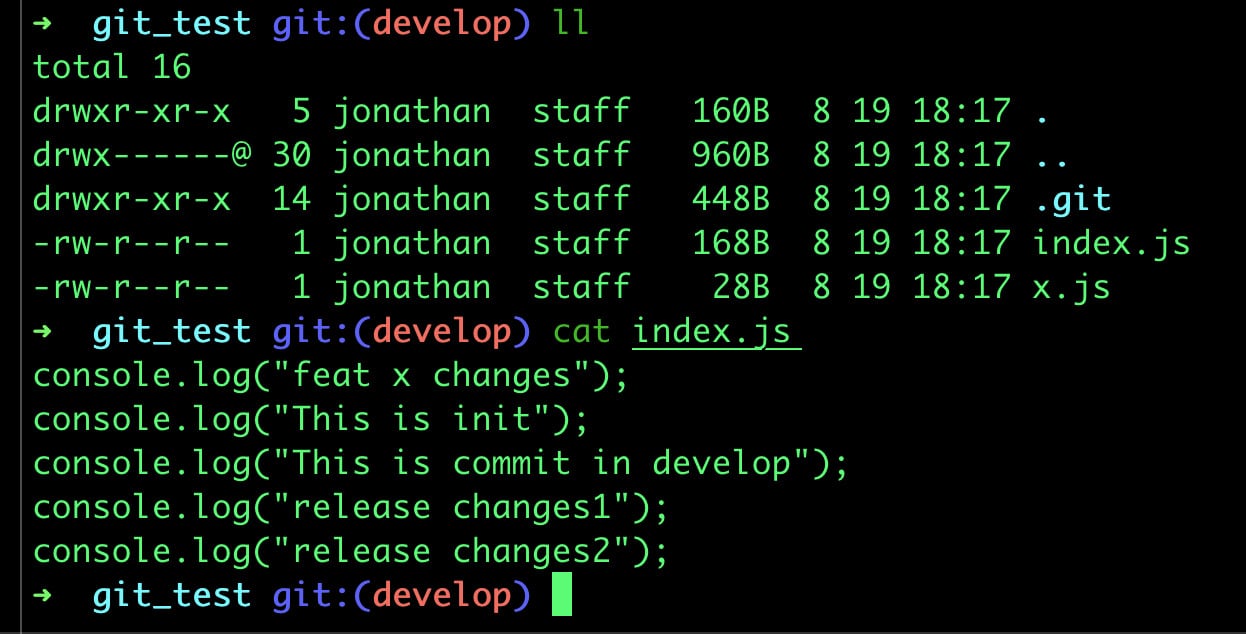 ➜  git_test git:(develop) ll
total 16
drwxr-xr-x   5 jonathan  staff   160B  8 19 18:17 .
drwx------@ 30 jonathan  staff   960B  8 19 18:17 ..
drwxr-xr-x  14 jonathan  staff   448B  8 19 18:17 .git
-rw-r--r--   1 jonathan  staff   168B  8 19 18:17 index.js
-rw-r--r--   1 jonathan  staff    28B  8 19 18:17 x.js
➜  git_test git:(develop) cat index.js
console.log("feat x changes");
console.log("This is init");
console.log("This is commit in develop");
console.log("release changes1");
console.log("release changes2");
➜  git_test git:(develop)